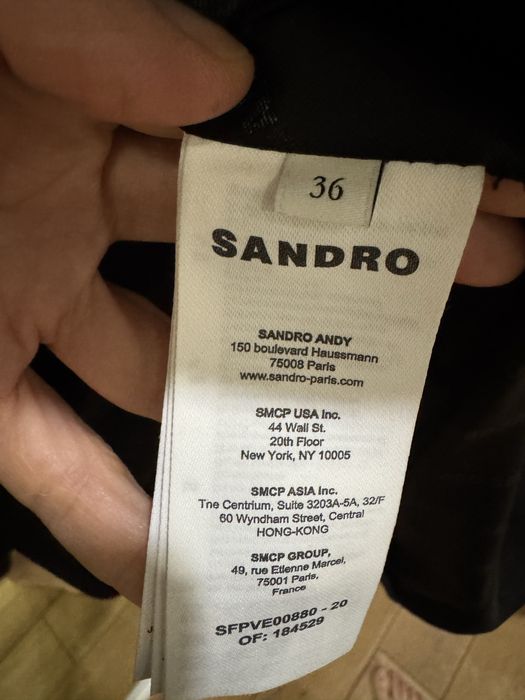 36
SANDRO
SANDRO ANDY
150 boulevard Haussmann
75008 Paris
www.sandro-paris.com
SMCP USA Inc.
44 Wall St.
20th Floor
New York, NY 10005
SMCP ASIA Inc.
The Centrium, Suite 3203A-5A, 32/F
60 Wyndham Street, Central
HONG-KONG
SMCP GROUP,
49, rue Etienne Marcel,
75001 Paris,
France
SFPVE00880 - 20
OF: 184529